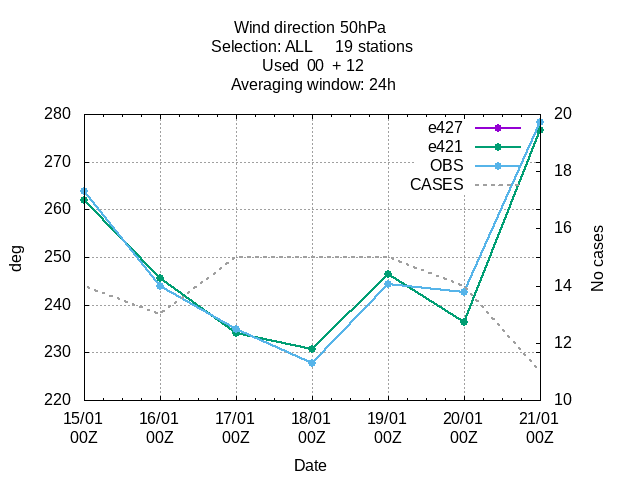 Wind direction 50hPa
Selection: ALL 19 stations
Used 00 + 12
Averaging window: 24h
280
270
260
250
240
230
220
deg
20
18
16
14
12
10
No cases
e427
e421
OBS
CASES
15/01 16/01 17/01 18/01 19/01 20/01 21/01
00Z 00Z 00Z 00Z 00Z 00Z 00Z
Date